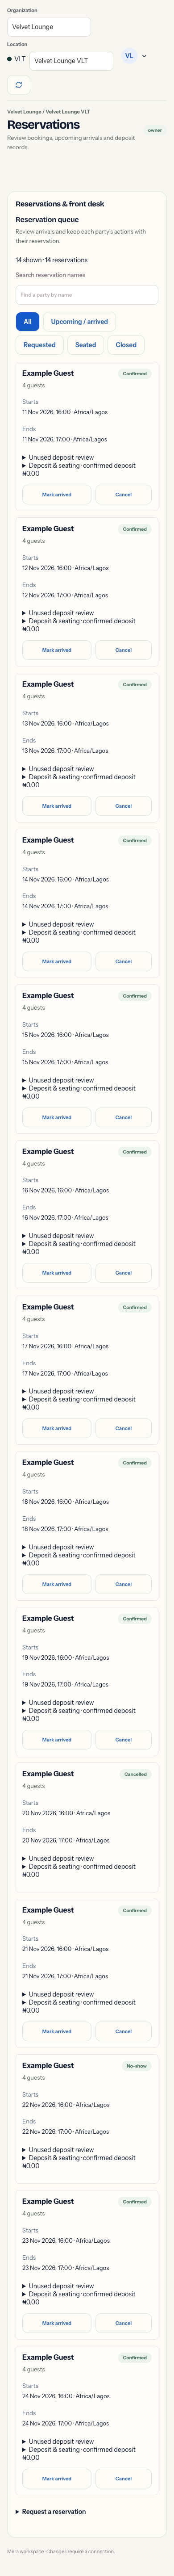 Organization
Velvet Lounge
Location
VLT
Velvet Lounge VLT
VL
Velvet Lounge / Velvet Lounge VLT
Reservations
owner
Review bookings, upcoming arrivals and deposit
records.
Reservations & front desk
Reservation queue
Review arrivals and keep each party's actions with
their reservation.
14 shown · 14 reservations
Search reservation names
Find a party by name
All
Upcoming / arrived
Requested
Seated
Closed
Example Guest
Confirmed
4 guests
Starts
11 Nov 2026, 16:00 · Africa/Lagos
Ends
11 Nov 2026, 17:00 · Africa/Lagos
Unused deposit review
Deposit & seating · confirmed deposit
₦0.00
Mark arrived
Cancel
Example Guest
Confirmed
4 guests
Starts
12 Nov 2026, 16:00 · Africa/Lagos
Ends
12 Nov 2026, 17:00 · Africa/Lagos
Unused deposit review
Deposit & seating · confirmed deposit
₦0.00
Mark arrived
Cancel
Example Guest
Confirmed
4 guests
Starts
13 Nov 2026, 16:00 · Africa/Lagos
Ends
13 Nov 2026, 17:00 · Africa/Lagos
Unused deposit review
Deposit & seating · confirmed deposit
₦0.00
Mark arrived
Cancel
Example Guest
Confirmed
4 guests
Starts
14 Nov 2026, 16:00 · Africa/Lagos
Ends
14 Nov 2026, 17:00 · Africa/Lagos
Unused deposit review
Deposit & seating · confirmed deposit
₦0.00
Mark arrived
Cancel
Example Guest
Confirmed
4 guests
Starts
15 Nov 2026, 16:00 · Africa/Lagos
Ends
15 Nov 2026, 17:00 · Africa/Lagos
Unused deposit review
Deposit & seating · confirmed deposit
₦0.00
Mark arrived
Cancel
Example Guest
Confirmed
4 guests
Starts
16 Nov 2026, 16:00 · Africa/Lagos
Ends
16 Nov 2026, 17:00 · Africa/Lagos
Unused deposit review
Deposit & seating · confirmed deposit
₦0.00
Mark arrived
Cancel
Example Guest
Confirmed
4 guests
Starts
17 Nov 2026, 16:00 · Africa/Lagos
Ends
17 Nov 2026, 17:00 · Africa/Lagos
Unused deposit review
Deposit & seating · confirmed deposit
₦0.00
Mark arrived
Cancel
Example Guest
Confirmed
4 guests
Starts
18 Nov 2026, 16:00 · Africa/Lagos
Ends
18 Nov 2026, 17:00 · Africa/Lagos
Unused deposit review
Deposit & seating · confirmed deposit
₦0.00
Mark arrived
Cancel
Example Guest
Confirmed
4 guests
Starts
19 Nov 2026, 16:00 · Africa/Lagos
Ends
19 Nov 2026, 17:00 · Africa/Lagos
Unused deposit review
Deposit & seating · confirmed deposit
₦0.00
Mark arrived
Cancel
Example Guest
Cancelled
4 guests
Starts
20 Nov 2026, 16:00 · Africa/Lagos
Ends
20 Nov 2026, 17:00 · Africa/Lagos
Unused deposit review
Deposit & seating · confirmed deposit
₦0.00
Example Guest
Confirmed
4 guests
Starts
21 Nov 2026, 16:00 · Africa/Lagos
Ends
21 Nov 2026, 17:00 · Africa/Lagos
Unused deposit review
Deposit & seating · confirmed deposit
₦0.00
Mark arrived
Cancel
Example Guest
No-show
4 guests
Starts
22 Nov 2026, 16:00 · Africa/Lagos
Ends
22 Nov 2026, 17:00 · Africa/Lagos
Unused deposit review
Deposit & seating · confirmed deposit
₦0.00
Example Guest
Confirmed
4 guests
Starts
23 Nov 2026, 16:00 · Africa/Lagos
Ends
23 Nov 2026, 17:00 · Africa/Lagos
Unused deposit review
Deposit & seating · confirmed deposit
₦0.00
Mark arrived
Cancel
Example Guest
Confirmed
4 guests
Starts
24 Nov 2026, 16:00 · Africa/Lagos
Ends
24 Nov 2026, 17:00 · Africa/Lagos
Unused deposit review
Deposit & seating · confirmed deposit
₦0.00
Mark arrived
Cancel
Request a reservation
Mera workspace · Changes require a connection.